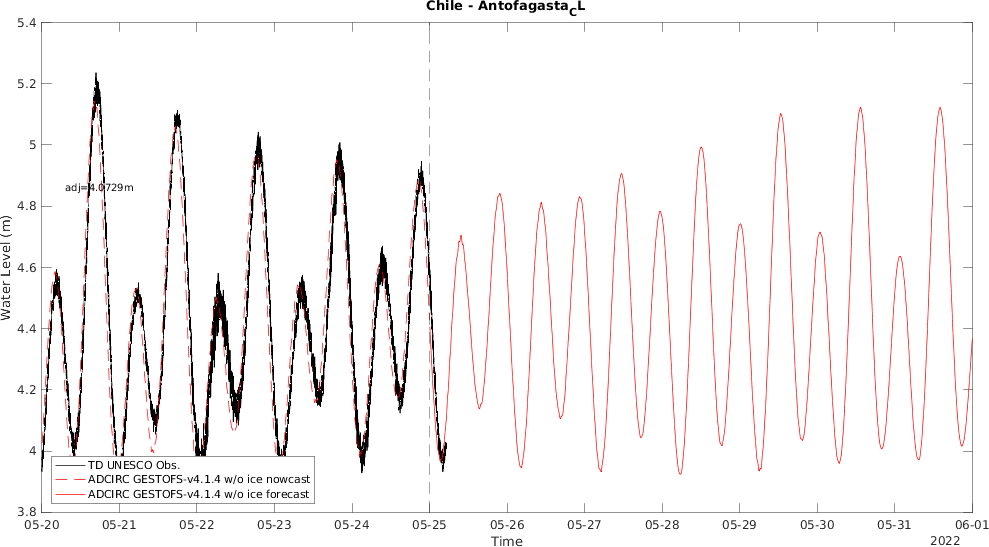 Chile - Antofagasta_CL
5.4
5.2
5
4.8
4.6
4.4
4.2
4
3.8
Water Level (m)
adj=4.0729m
TD UNESCO Obs.
ADCIRC GESTOFS-v4.1.4 w/o ice nowcast
ADCIRC GESTOFS-v4.1.4 w/o ice forecast
05-20 05-21 05-22 05-23 05-24 05-25 05-26 05-27 05-28 05-29 05-30 05-31 06-01
Time
2022